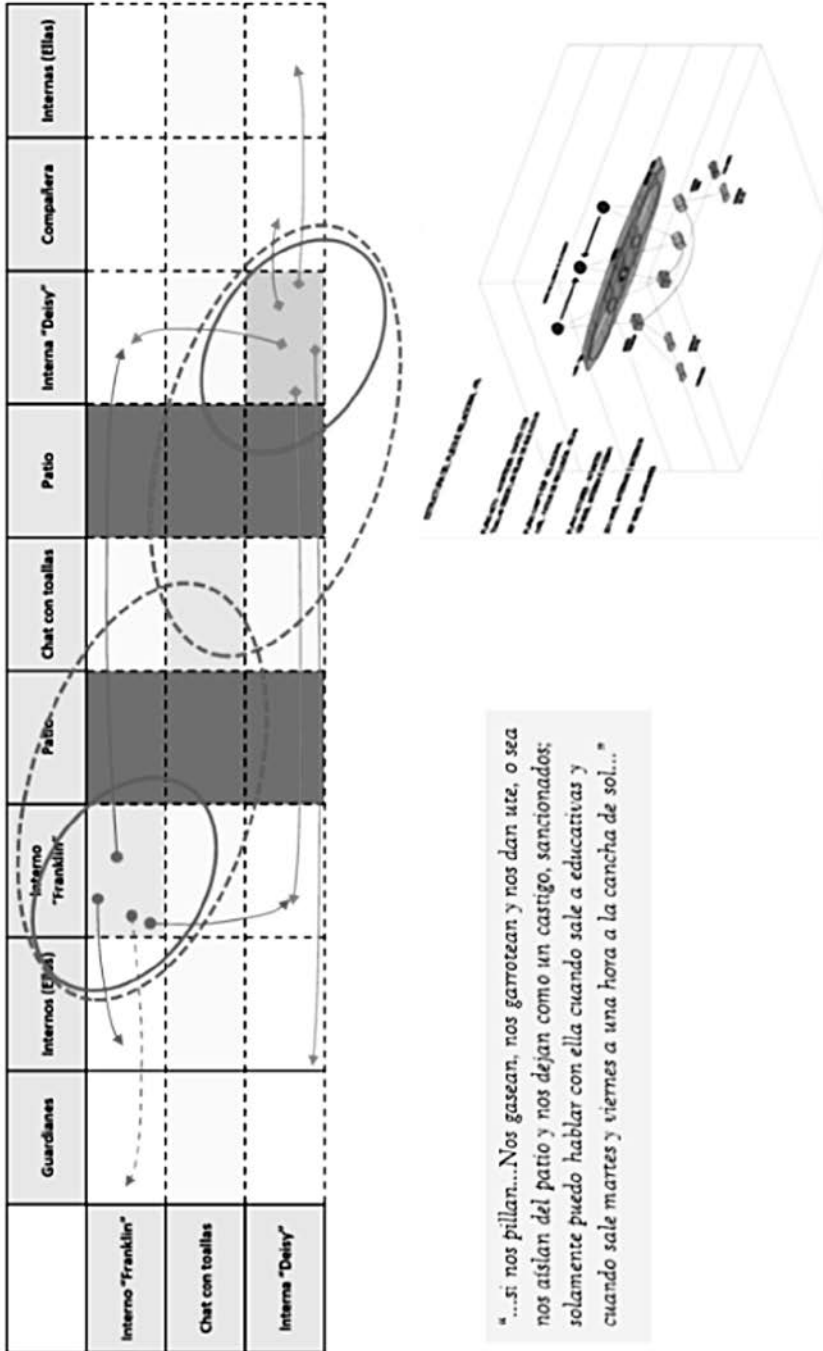 Guardianes
Internos (Ellos)
Interno
"Franklin"
Patio
Chat con toallas
Patio
Interna "Deisy"
Compañera
Internas (Ellas)
Interno "Franklin"
Chat con toallas
Interna "Deisy"
"...si nos pillan...Nos gasean, nos garrotean y nos dan ute, o sea
nos aíslan del patio y nos dejan como un castigo, sancionados;
solamente puedo hablar con ella cuando sale a educativas y
cuando sale martes y viernes a una hora a la cancha de sol..."